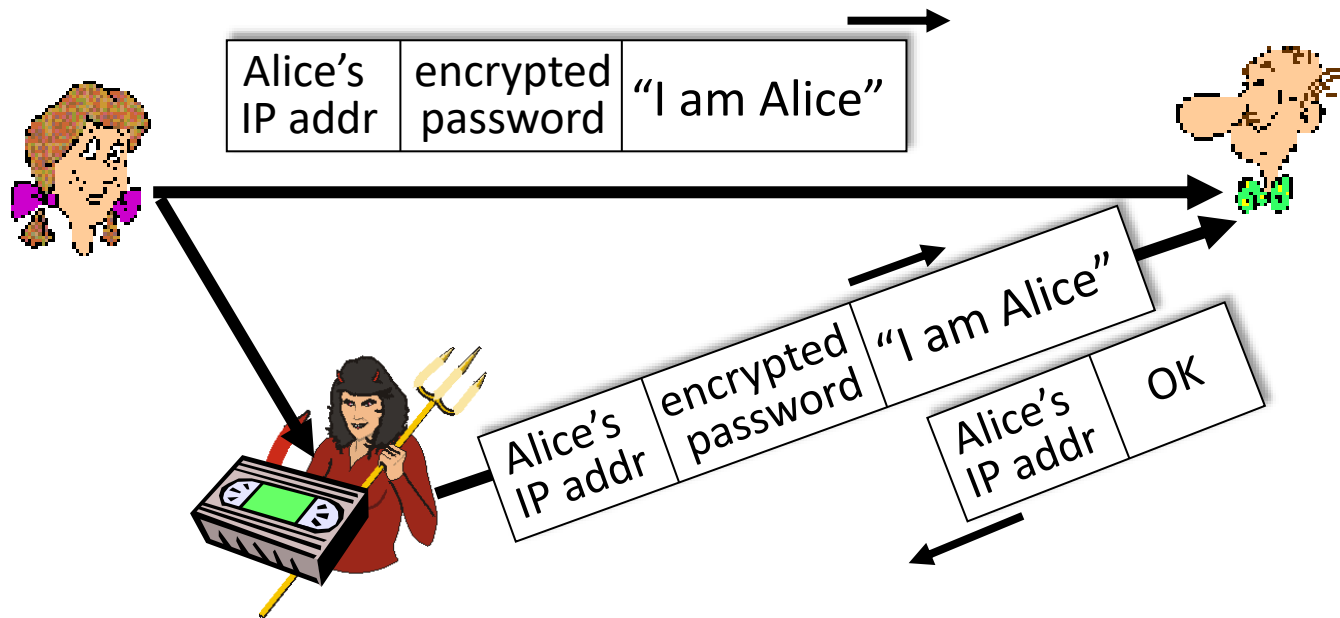 Alice’s
IP addr
encrypted
password
“I am Alice”
Alice’s
IP addr
encrypted
password
“I am Alice”
Alice’s
IP addr
OK